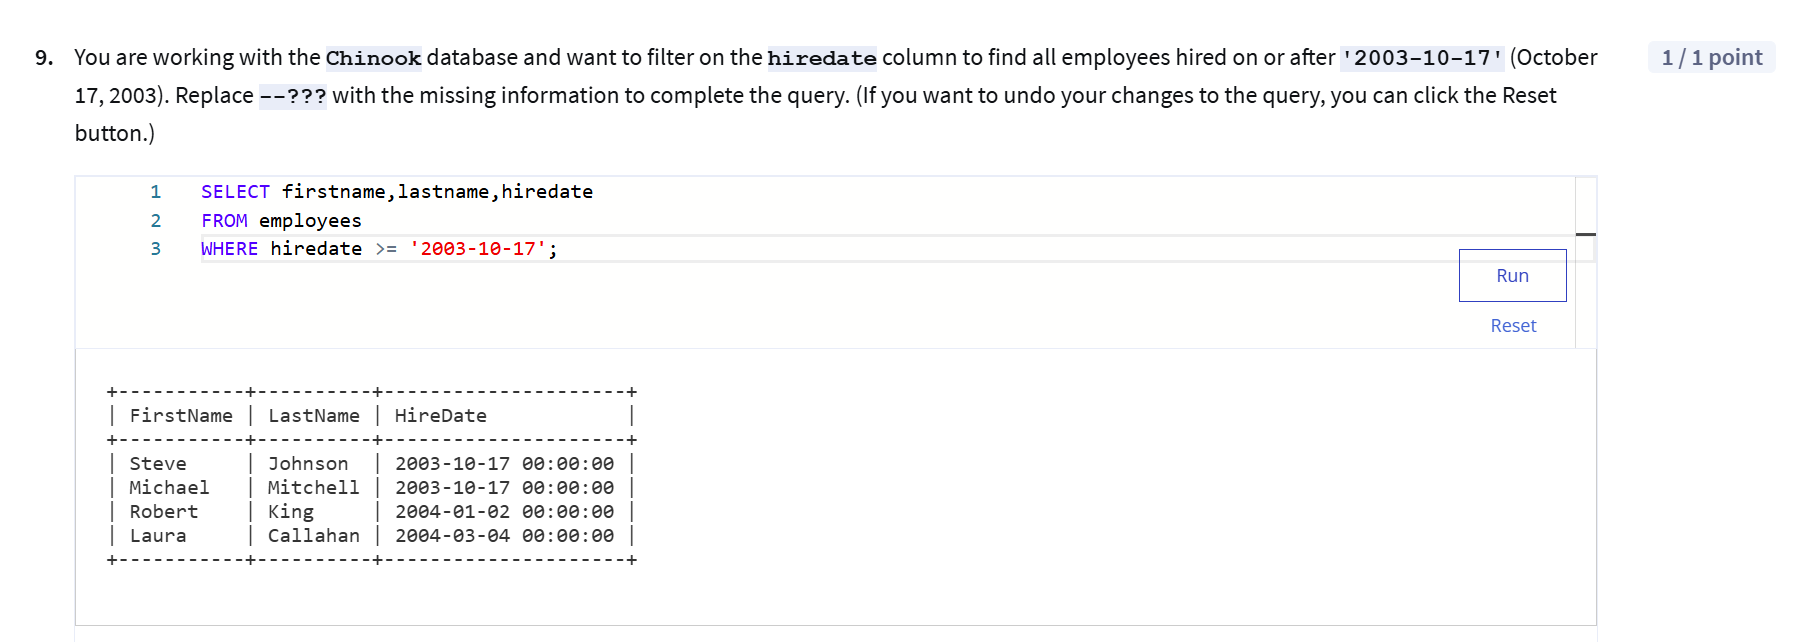 9. You are working with the Chinook database and want to filter on the hiredate column to find all employees hired on or after '2003-10-17' (October 1 / 1 point
17, 2003). Replace --??? with the missing information to complete the query. (If you want to undo your changes to the query, you can click the Reset
button.)
1 SELECT firstname,lastname,hiredate
2 FROM employees
3 WHERE hiredate >= '2003-10-17';
Run
Reset
+-----------+----------+---------------------+
| FirstName | LastName | HireDate            |
+-----------+----------+---------------------+
| Steve     | Johnson  | 2003-10-17 00:00:00 |
| Michael   | Mitchell | 2003-10-17 00:00:00 |
| Robert    | King     | 2004-01-02 00:00:00 |
| Laura     | Callahan | 2004-03-04 00:00:00 |
+-----------+----------+---------------------+